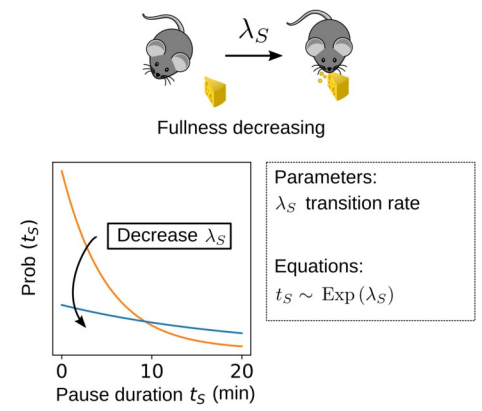 λ_S
Fullness decreasing
Prob (t_S)
Decrease λ_S
0 10 20
Pause duration t_S (min)
Parameters:
λ_S transition rate
Equations:
t_S ∼ Exp (λ_S)